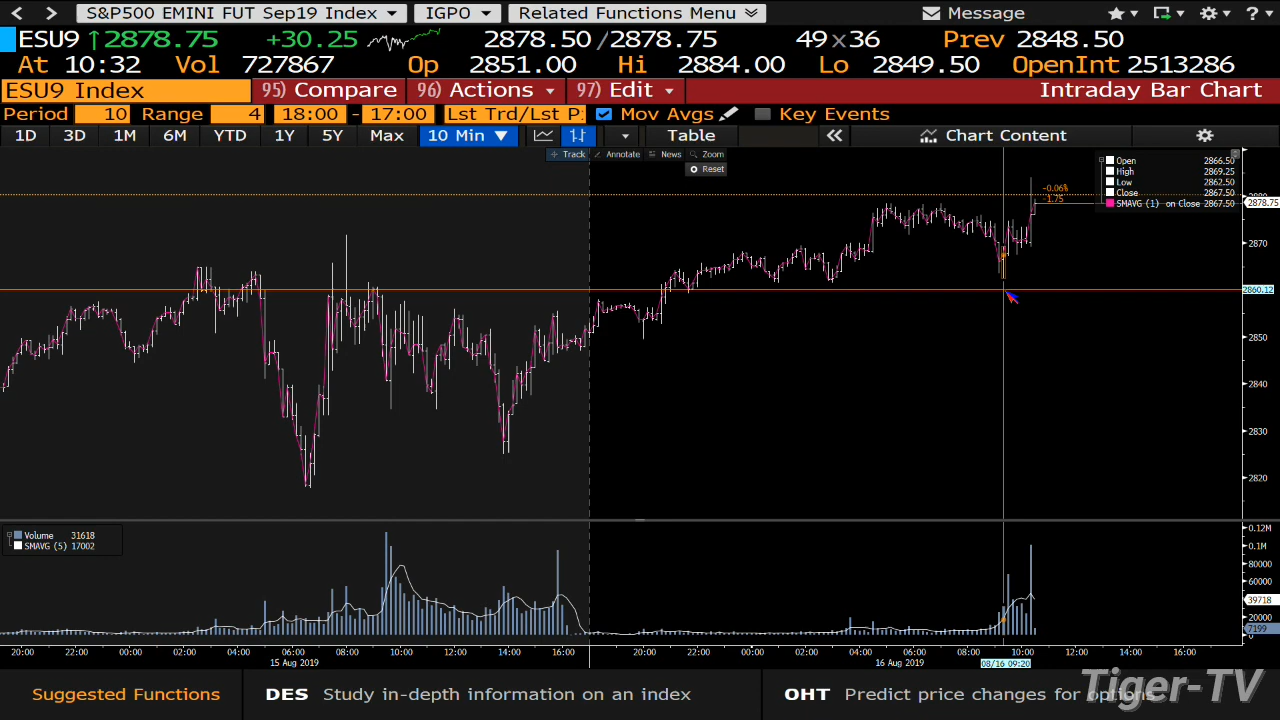 S&P500 EMINI FUT Sep19 Index IGPO Related Functions Menu Message
ESU9 ↑2878.75 +30.25 2878.50/2878.75 49×36 Prev 2848.50
At 10:32 Vol 727867 Op 2851.00 Hi 2884.00 Lo 2849.50 OpenInt 2513286
ESU9 Index 95) Compare 96) Actions 97) Edit Intraday Bar Chart
Period 10 Range 4 18:00 - 17:00 Lst Trd/Lst P Mov Avgs Key Events
1D 3D 1M 6M YTD 1Y 5Y Max 10 Min Table Chart Content
Track Annotate News Zoom
Reset
Open 2866.50
High 2869.25
Low 2862.50
Close 2867.50
SMAVG (1) on Close 2867.50
-0.06%
-1.75
2880
2878.75
2870
2860.12
2850
2840
2830
2820
Volume 31618
SMAVG (5) 17002
0.12M
0.1M
80000
60000
39718
20000
7199
0
20:00 22:00 00:00 02:00 04:00 06:00 08:00 10:00 12:00 14:00 16:00 20:00 22:00 00:00 02:00 04:00 06:00 08:00 10:00 12:00 14:00 16:00
15 Aug 2019 16 Aug 2019 08/16 09:20
Suggested Functions DES Study in-depth information on an index OHT Predict price changes for options
Tiger-TV